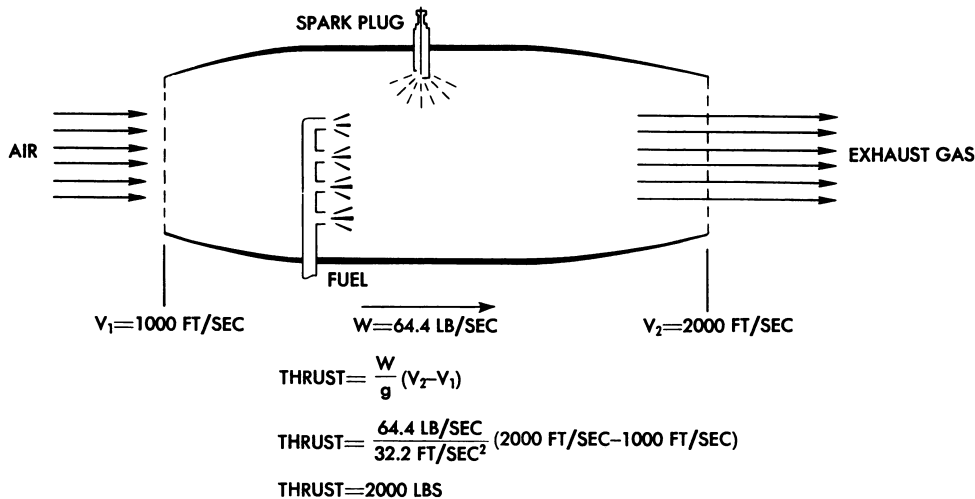 SPARK PLUG
AIR
EXHAUST GAS
FUEL
V₁=1000 FT/SEC
W=64.4 LB/SEC
V₂=2000 FT/SEC
THRUST= W/g (V₂–V₁)
THRUST= 64.4 LB/SEC / 32.2 FT/SEC² (2000 FT/SEC–1000 FT/SEC)
THRUST=2000 LBS